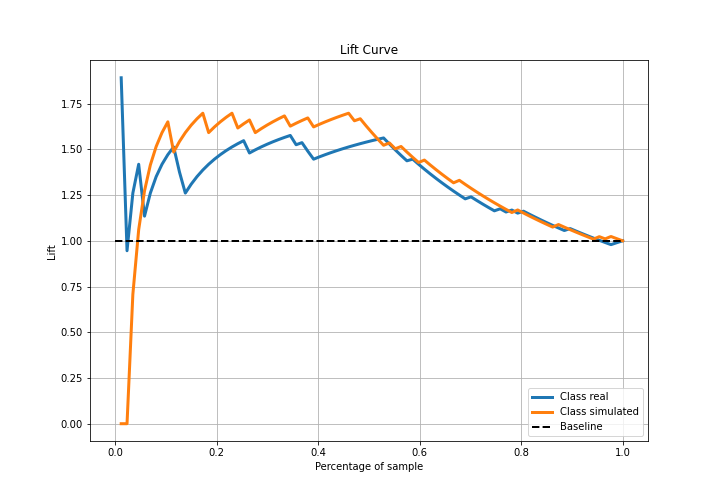 Lift Curve
Lift
1.75
1.50
1.25
1.00
0.75
0.50
0.25
0.00
0.0 0.2 0.4 0.6 0.8 1.0
Percentage of sample
Class real
Class simulated
Baseline